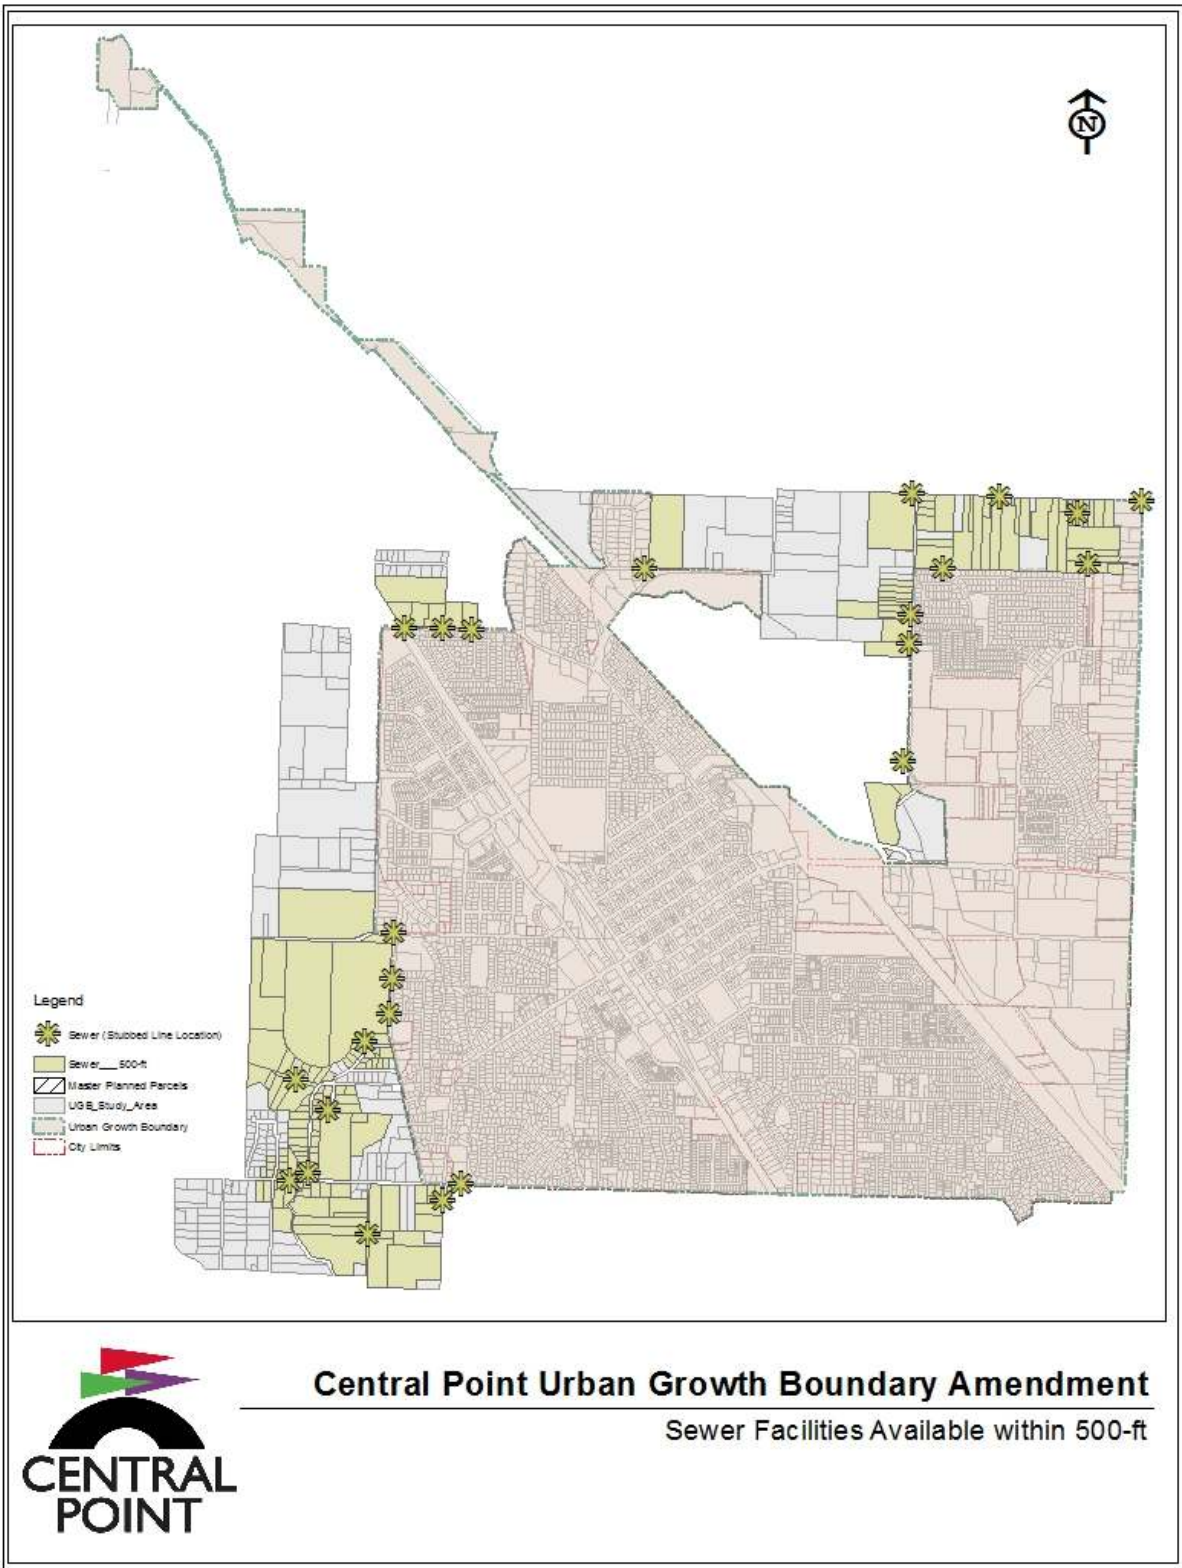 N
Legend
Sewer (Stubbed Line Location)
Sewer___500-ft
Master Planned Parcels
UGB_Study_Area
Urban Growth Boundary
City Limits
Central Point Urban Growth Boundary Amendment
Sewer Facilities Available within 500-ft
CENTRAL
POINT